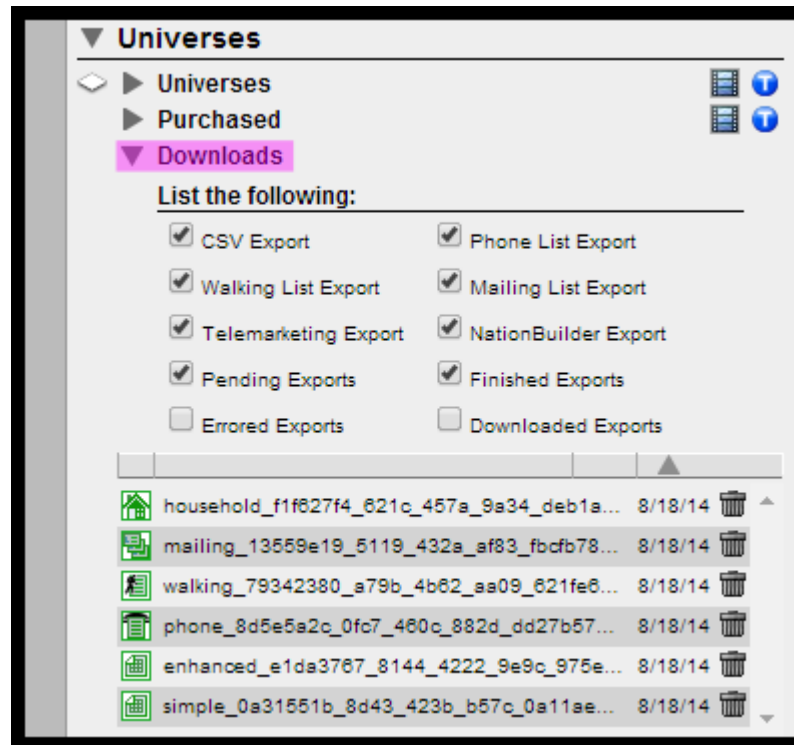 Universes
Universes
Purchased
Downloads
List the following:
CSV Export Phone List Export
Walking List Export Mailing List Export
Telemarketing Export NationBuilder Export
Pending Exports Finished Exports
Errored Exports Downloaded Exports
household_f1f627f4_621c_457a_9a34_deb1a... 8/18/14
mailing_13559e19_5119_432a_af83_fbcfb78... 8/18/14
walking_79342380_a79b_4b62_aa09_621fe6... 8/18/14
phone_8d5e5a2c_0fc7_460c_882d_dd27b57... 8/18/14
enhanced_e1da3767_8144_4222_9e9c_975e... 8/18/14
simple_0a31551b_8d43_423b_b57c_0a11ae... 8/18/14